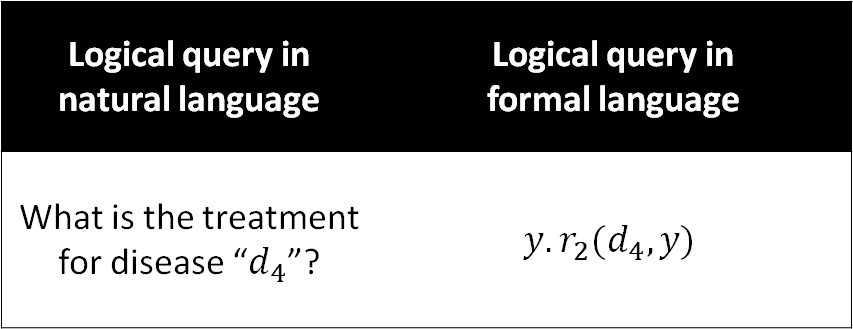 Logical query in
natural language
Logical query in
formal language
What is the treatment
for disease “d₄”?
y. r₂(d₄, y)